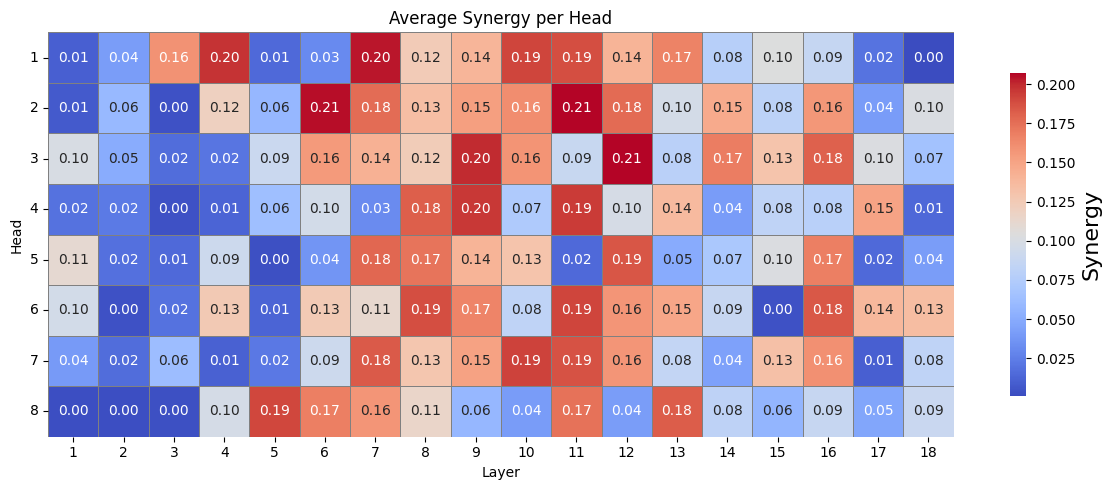 Average Synergy per Head
1 0.01 0.04 0.16 0.20 0.01 0.03 0.20 0.12 0.14 0.19 0.19 0.14 0.17 0.08 0.10 0.09 0.02 0.00
2 0.01 0.06 0.00 0.12 0.06 0.21 0.18 0.13 0.15 0.16 0.21 0.18 0.10 0.15 0.08 0.16 0.04 0.10
3 0.10 0.05 0.02 0.02 0.09 0.16 0.14 0.12 0.20 0.16 0.09 0.21 0.08 0.17 0.13 0.18 0.10 0.07
4 0.02 0.02 0.00 0.01 0.06 0.10 0.03 0.18 0.20 0.07 0.19 0.10 0.14 0.04 0.08 0.08 0.15 0.01
5 0.11 0.02 0.01 0.09 0.00 0.04 0.18 0.17 0.14 0.13 0.02 0.19 0.05 0.07 0.10 0.17 0.02 0.04
6 0.10 0.00 0.02 0.13 0.01 0.13 0.11 0.19 0.17 0.08 0.19 0.16 0.15 0.09 0.00 0.18 0.14 0.13
7 0.04 0.02 0.06 0.01 0.02 0.09 0.18 0.13 0.15 0.19 0.19 0.16 0.08 0.04 0.13 0.16 0.01 0.08
8 0.00 0.00 0.00 0.10 0.19 0.17 0.16 0.11 0.06 0.04 0.17 0.04 0.18 0.08 0.06 0.09 0.05 0.09
1 2 3 4 5 6 7 8 9 10 11 12 13 14 15 16 17 18
Layer
Head
0.200
0.175
0.150
0.125
0.100
0.075
0.050
0.025
Synergy